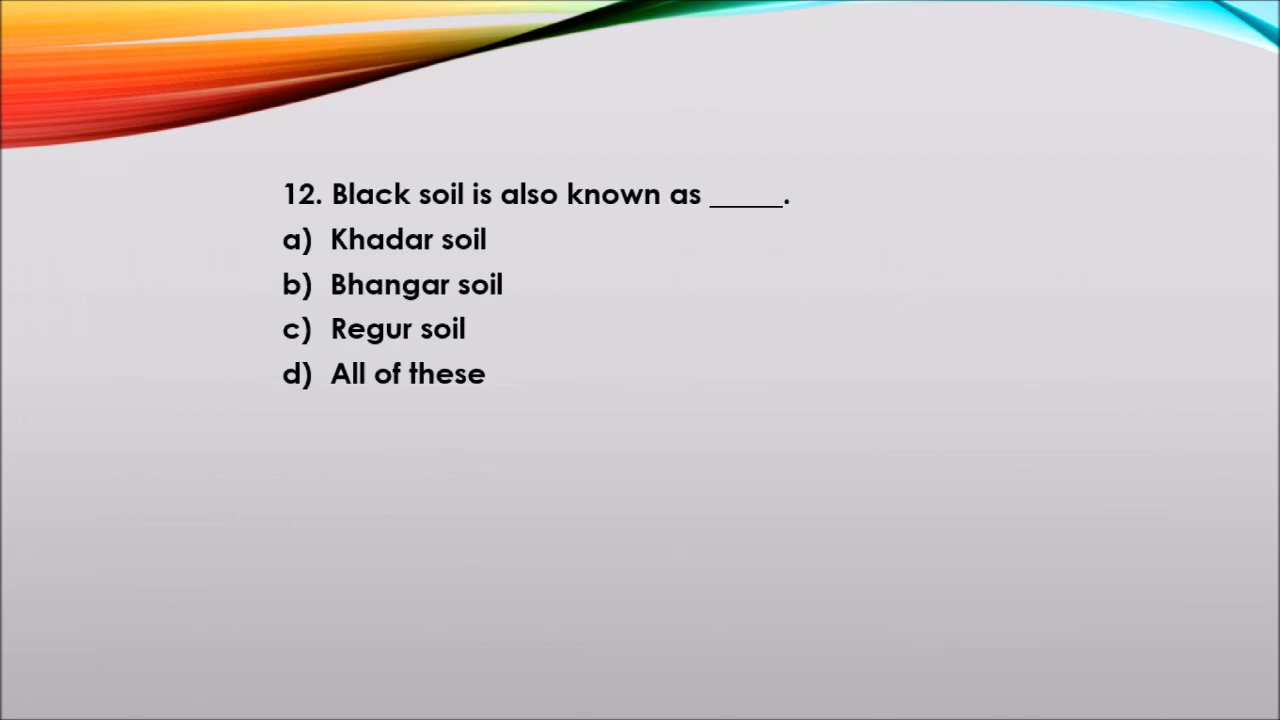 12. Black soil is also known as _____.
a) Khadar soil
b) Bhangar soil
c) Regur soil
d) All of these